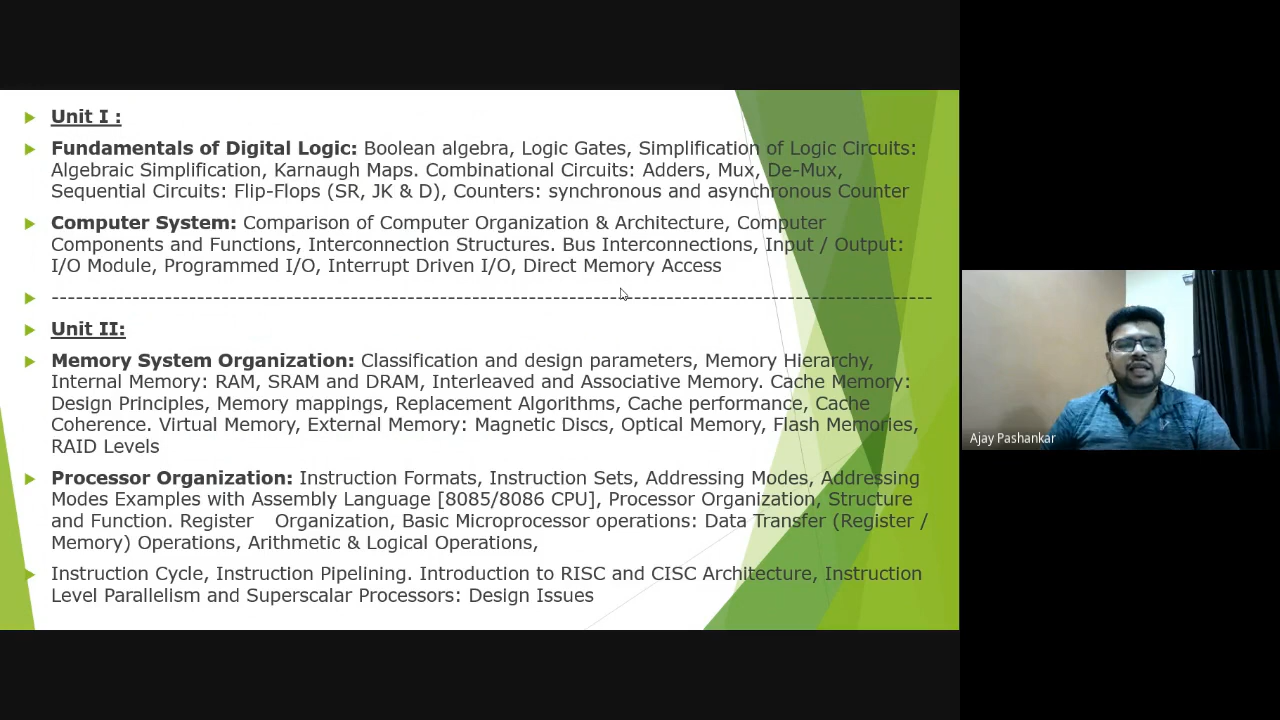 Unit I :
Fundamentals of Digital Logic: Boolean algebra, Logic Gates, Simplification of Logic Circuits:
Algebraic Simplification, Karnaugh Maps. Combinational Circuits: Adders, Mux, De-Mux,
Sequential Circuits: Flip-Flops (SR, JK & D), Counters: synchronous and asynchronous Counter
Computer System: Comparison of Computer Organization & Architecture, Computer
Components and Functions, Interconnection Structures. Bus Interconnections, Input / Output:
I/O Module, Programmed I/O, Interrupt Driven I/O, Direct Memory Access
--------------------------------------------------------------------------------------------------------------
Unit II:
Memory System Organization: Classification and design parameters, Memory Hierarchy,
Internal Memory: RAM, SRAM and DRAM, Interleaved and Associative Memory. Cache Memory:
Design Principles, Memory mappings, Replacement Algorithms, Cache performance, Cache
Coherence. Virtual Memory, External Memory: Magnetic Discs, Optical Memory, Flash Memories,
RAID Levels
Processor Organization: Instruction Formats, Instruction Sets, Addressing Modes, Addressing
Modes Examples with Assembly Language [8085/8086 CPU], Processor Organization, Structure
and Function. Register Organization, Basic Microprocessor operations: Data Transfer (Register /
Memory) Operations, Arithmetic & Logical Operations,
Instruction Cycle, Instruction Pipelining. Introduction to RISC and CISC Architecture, Instruction
Level Parallelism and Superscalar Processors: Design Issues
Ajay Pashankar